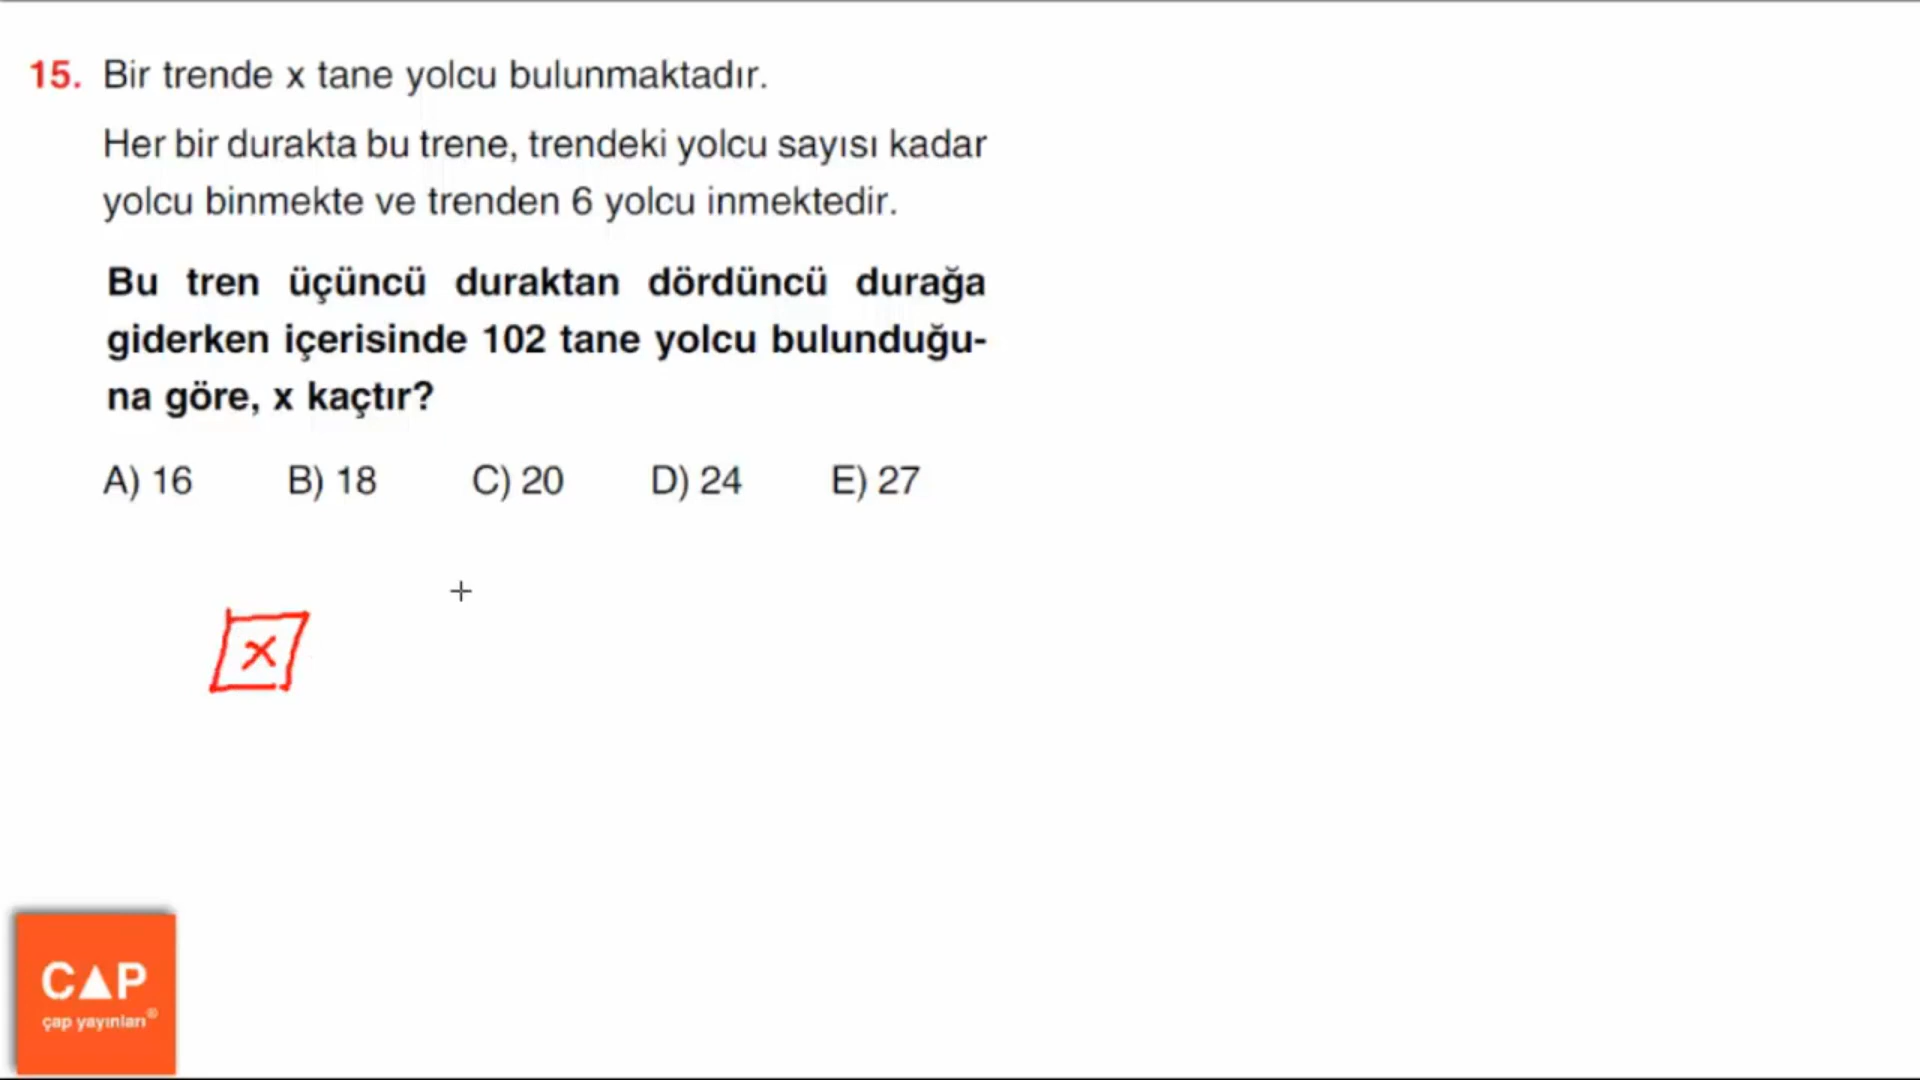 15. Bir trende x tane yolcu bulunmaktadır.
Her bir durakta bu trene, trendeki yolcu sayısı kadar
yolcu binmekte ve trenden 6 yolcu inmektedir.
Bu tren üçüncü duraktan dördüncü durağa
giderken içerisinde 102 tane yolcu bulunduğu-
na göre, x kaçtır?
A) 16 B) 18 C) 20 D) 24 E) 27
x
CAP
çap yayınları®